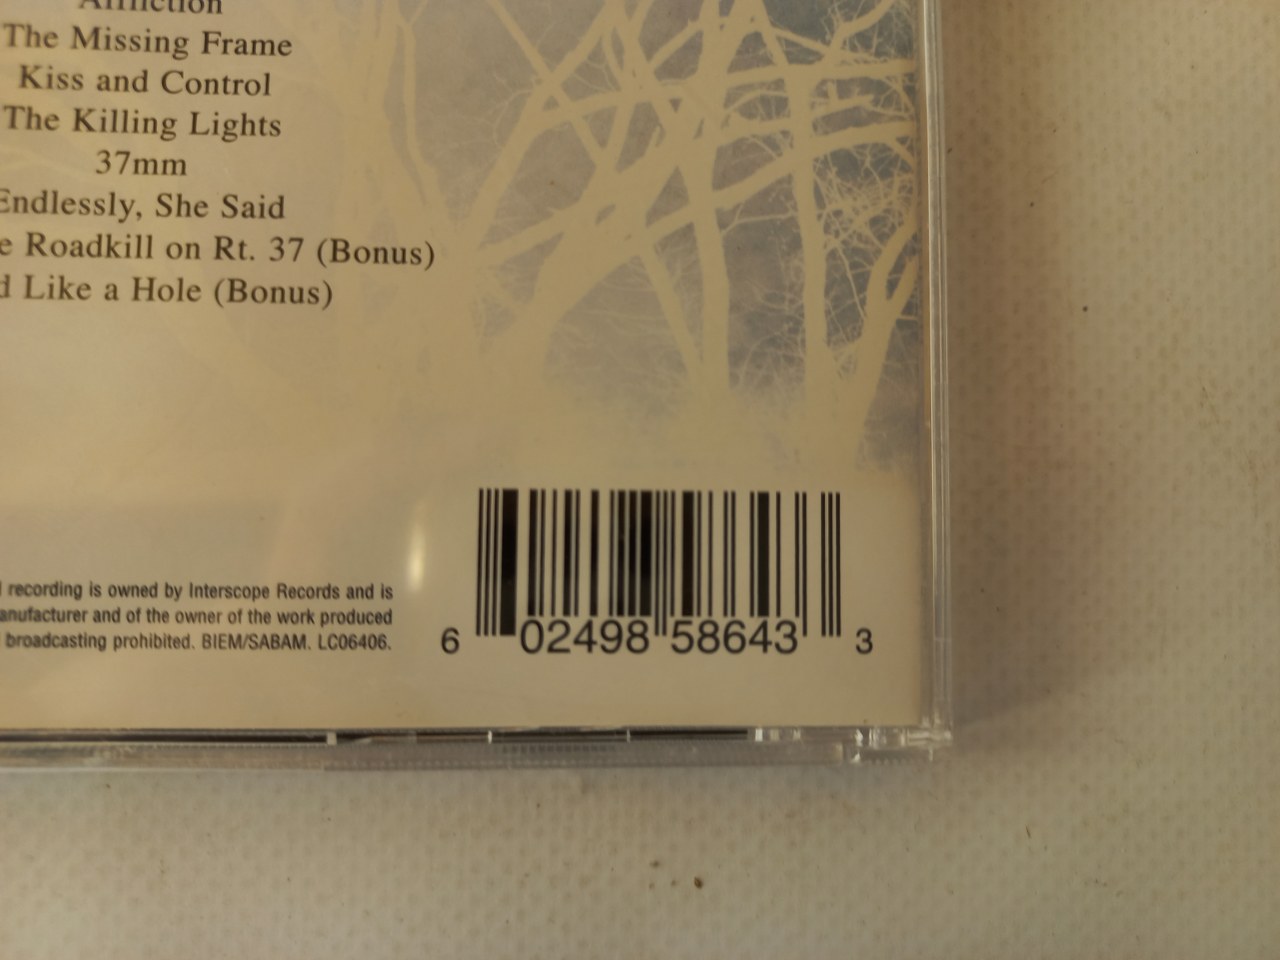 Affliction
The Missing Frame
Kiss and Control
The Killing Lights
37mm
Endlessly, She Said
e Roadkill on Rt. 37 (Bonus)
d Like a Hole (Bonus)
recording is owned by Interscope Records and is
anufacturer and of the owner of the work produced
broadcasting prohibited. BIEM/SABAM. LC06406.
6 02498 58643 3